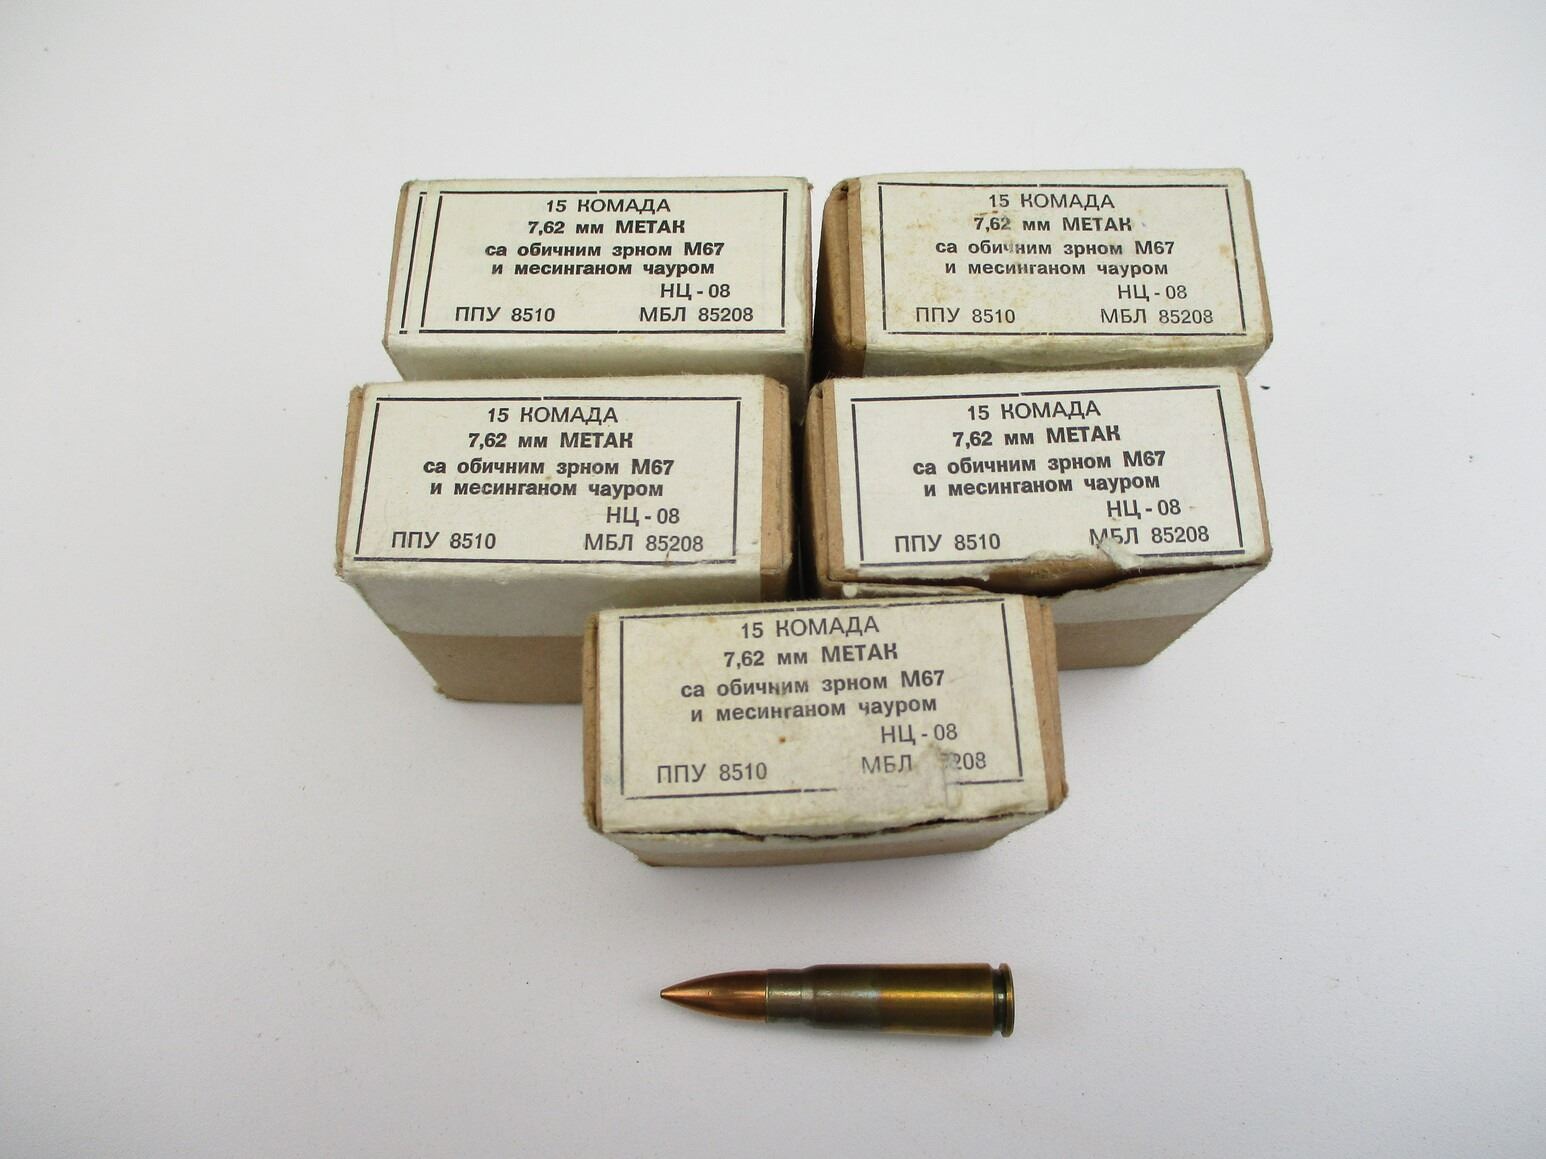 15 КОМАДА
7,62 мм МЕТАК
са обичним зрном М67
и месинганом чауром
НЦ - 08
ППУ 8510 МБЛ 85208
15 КОМАДА
7,62 мм МЕТАК
са обичним зрном М67
и месинганом чауром
НЦ - 08
ППУ 8510 МБЛ 85208
15 КОМАДА
7,62 мм МЕТАК
са обичним зрном М67
и месинганом чауром
НЦ - 08
ППУ 8510 МБЛ 85208
15 КОМАДА
7,62 мм МЕТАК
са обичним зрном М67
и месинганом чауром
НЦ - 08
ППУ 8510 МБЛ 85208
15 КОМАДА
7,62 мм МЕТАК
са обичним зрном М67
и месинганом чауром
НЦ - 08
ППУ 8510 МБЛ